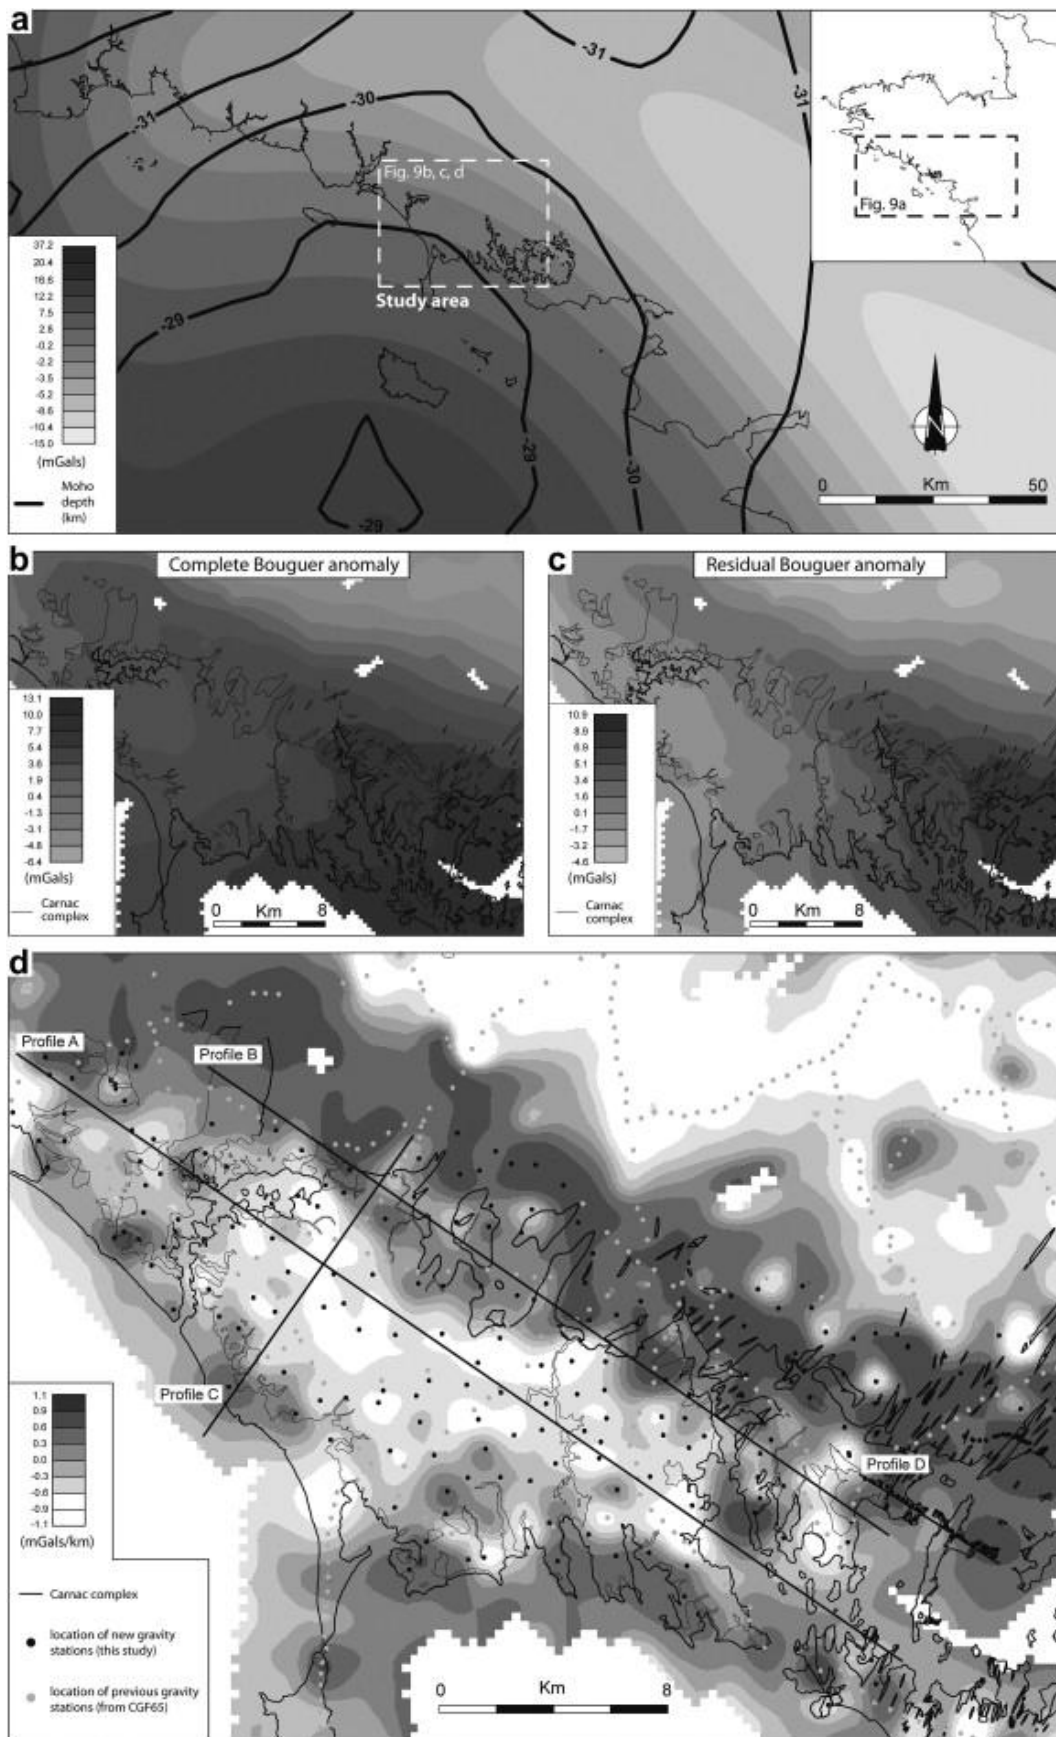 a
-31
-31
-30
-31
Fig. 9b, c, d
Fig. 9a
37.2
20.4
16.6
12.2
7.5
2.8
-0.2
-2.2
-3.5
-5.2
-8.6
-10.4
-15.0
(mGals)
Moho
depth
(km)
-29
Study area
D
-29
-30
-29
N
0 Km 50
b
Complete Bouguer anomaly
13.1
10.0
7.7
5.4
3.6
1.9
0.4
-1.3
-3.1
-4.8
-6.4
(mGals)
Carnac
complex
0 Km 8
c
Residual Bouguer anomaly
10.9
8.9
6.9
5.1
3.4
1.6
0.1
-1.7
-3.2
-4.6
(mGals)
Carnac
complex
0 Km 8
d
Profile A
Profile B
Profile C
Profile D
1.1
0.9
0.6
0.3
0.0
-0.3
-0.6
-0.9
-1.1
(mGals/km)
Carnac complex
location of new gravity
stations (this study)
location of previous gravity
stations (from CGF65)
0 Km 8